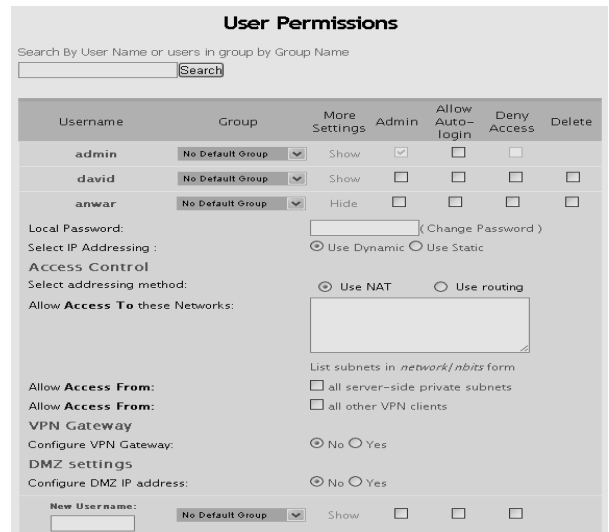 User Permissions
Search By User Name or users in group by Group Name
Search
Username Group More Settings Admin Allow Auto-login Deny Access Delete
admin No Default Group Show
david No Default Group Show
anwar No Default Group Hide
Local Password: ( Change Password )
Select IP Addressing : Use Dynamic Use Static
Access Control
Select addressing method: Use NAT Use routing
Allow Access To these Networks:
List subnets in network/nbits form
Allow Access From: all server-side private subnets
Allow Access From: all other VPN clients
VPN Gateway
Configure VPN Gateway: No Yes
DMZ settings
Configure DMZ IP address: No Yes
New Username: No Default Group Show